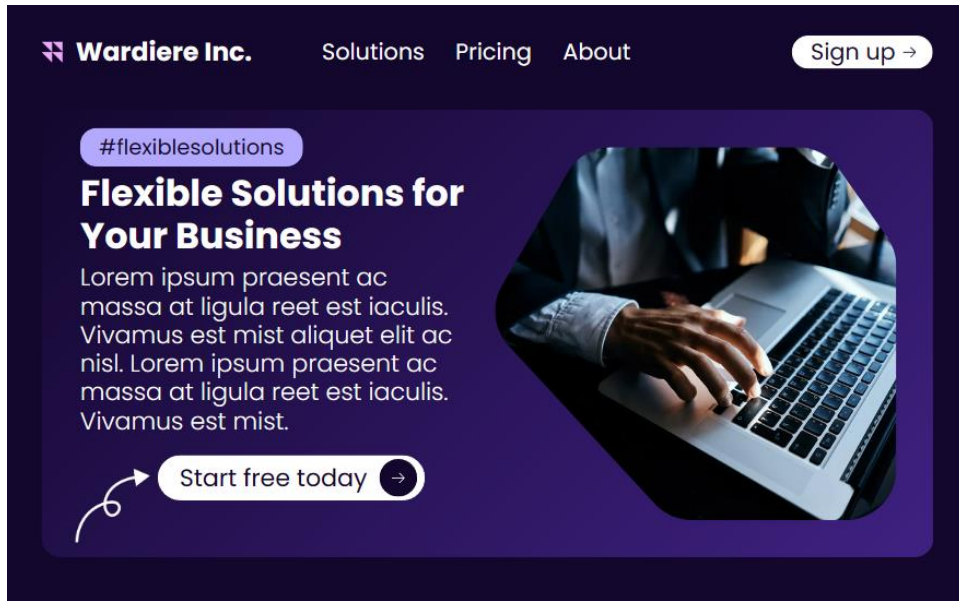 Wardiere Inc.
Solutions
Pricing
About
Sign up →
#flexiblesolutions
Flexible Solutions for
Your Business
Lorem ipsum praesent ac
massa at ligula reet est iaculis.
Vivamus est mist aliquet elit ac
nisl. Lorem ipsum praesent ac
massa at ligula reet est iaculis.
Vivamus est mist.
Start free today →